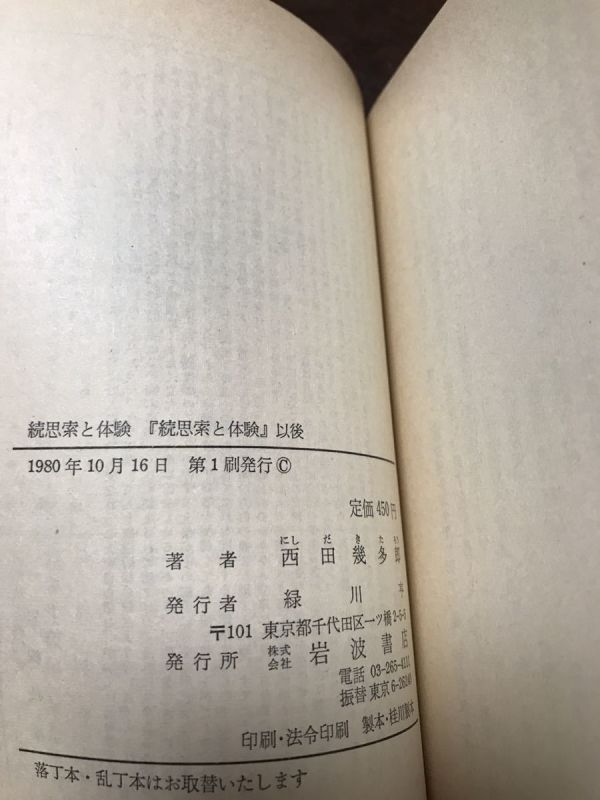 続思索と体験 『続思索と体験』以後
1980年10月16日 第1刷発行©
定価450円
にし だ き た ろう
著者 西田幾多郎
発行者 緑川亨
〒101 東京都千代田区一ツ橋2-5-5
発行所 株式会社 岩波書店
電話 03-265-4111
振替 東京6-26240
印刷・法令印刷 製本・桂川製本
落丁本・乱丁本はお取替いたします